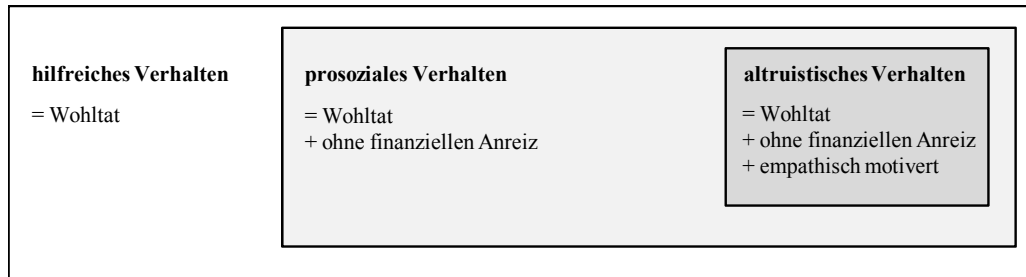 hilfreiches Verhalten
= Wohltat
prosoziales Verhalten
= Wohltat
+ ohne finanziellen Anreiz
altruistisches Verhalten
= Wohltat
+ ohne finanziellen Anreiz
+ empathisch motivert